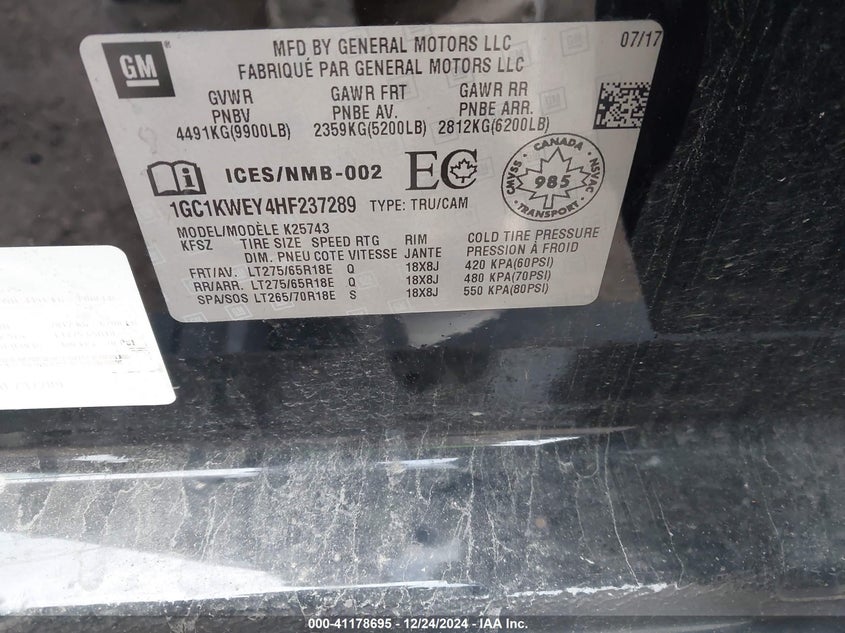 GM
MFD BY GENERAL MOTORS LLC 07/17
FABRIQUÉ PAR GENERAL MOTORS LLC
GVWR GAWR FRT GAWR RR
PNBV PNBE AV. PNBE ARR.
4491KG(9900LB) 2359KG(5200LB) 2812KG(6200LB)
ICES/NMB-002 EC
CANADA
CMVSS NSVAC
985
TRANSPORT
1GC1KWEY4HF237289 TYPE: TRU/CAM
MODEL/MODÈLE K25743
KFSZ TIRE SIZE SPEED RTG RIM COLD TIRE PRESSURE
DIM. PNEU COTE VITESSE JANTE PRESSION À FROID
FRT/AV. LT275/65R18E Q 18X8J 420 KPA(60PSI)
RR/ARR. LT275/65R18E Q 18X8J 480 KPA(70PSI)
SPA/SOS LT265/70R18E S 18X8J 550 KPA(80PSI)
000-41178695 - 12/24/2024 - IAA Inc.